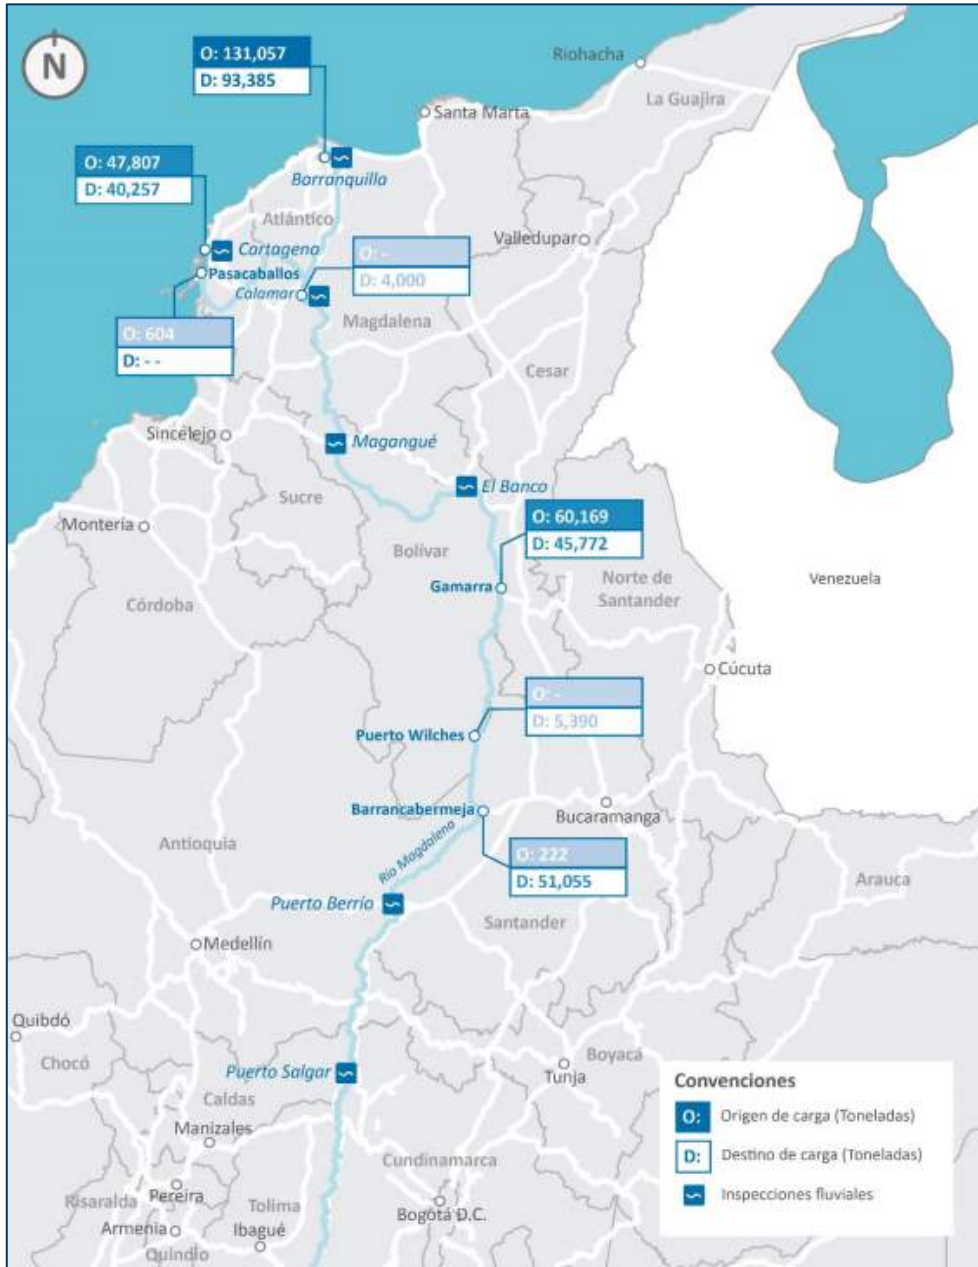 N
Riohacha
La Guajira
O: 131,057
D: 93,385
Santa Marta
O: 47,807
D: 40,257
Barranquilla
Atlántico
Valledupar
Cartagena
O: -
D: 4,000
Pasacaballos
Calamar
Magdalena
O: 604
D: - -
Cesar
Sincelejo
Magangué
Sucre
El Banco
Montería
O: 60,169
D: 45,772
Bolívar
Gamarra
Norte de
Santander
Venezuela
Córdoba
Cúcuta
O: -
D: 5,390
Puerto Wilches
Barrancabermeja
Bucaramanga
Río Magdalena
Antioquia
O: 222
D: 51,055
Arauca
Puerto Berrío
Santander
Medellín
Quibdó
Chocó
Boyacá
Puerto Salgar
Tunja
Caldas
Manizales
Cundinamarca
Risaralda
Pereira
Tolima
Armenia
Ibagué
Bogotá D.C.
Quindío
Convenciones
O: Origen de carga (Toneladas)
D: Destino de carga (Toneladas)
Inspecciones fluviales